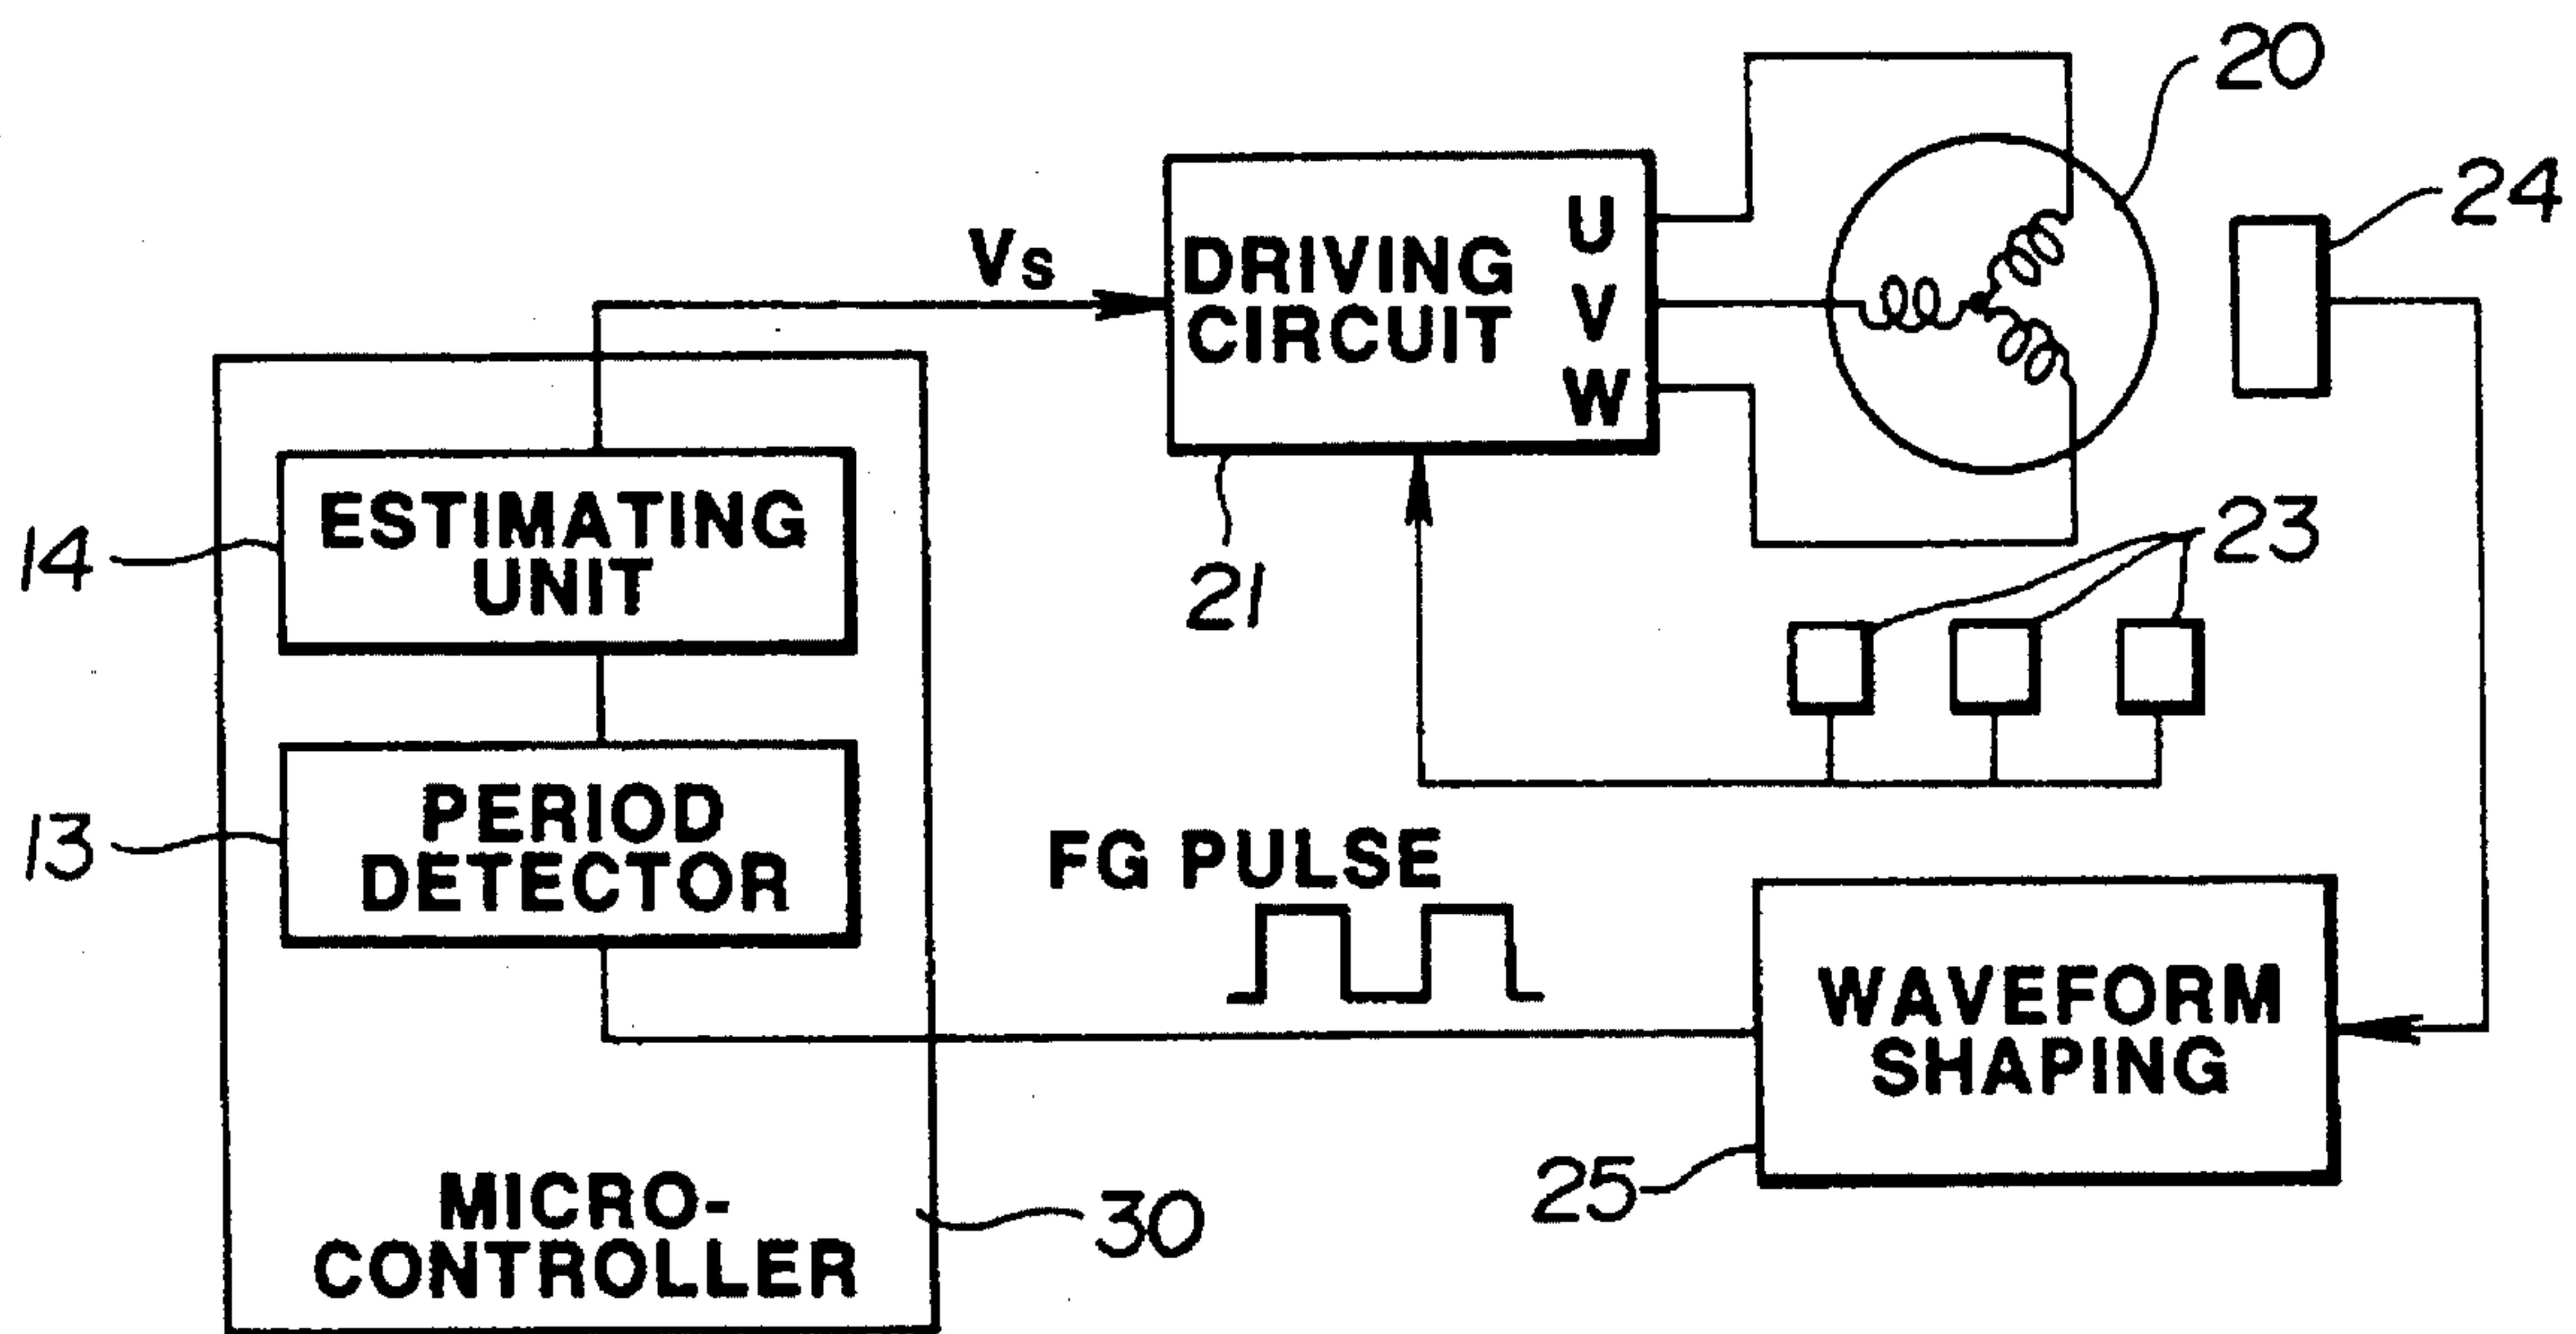 20
24
Vs
DRIVING
CIRCUIT
U
V
W
14
ESTIMATING
UNIT
21
23
13
PERIOD
DETECTOR
FG PULSE
WAVEFORM
SHAPING
25
MICRO-
CONTROLLER
30